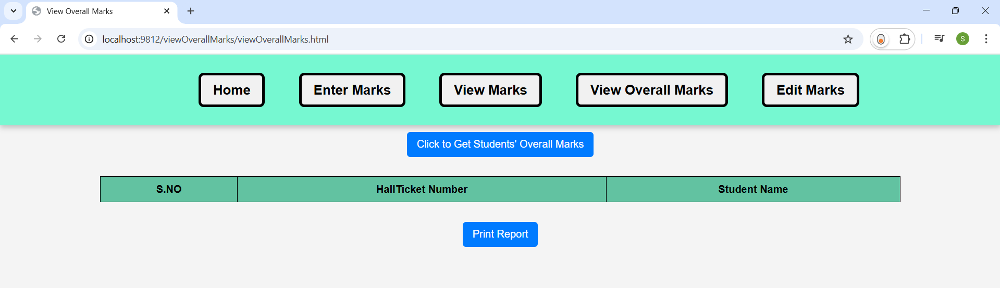 View Overall Marks
localhost:9812/viewOverallMarks/viewOverallMarks.html
S
Home Enter Marks View Marks View Overall Marks Edit Marks
Click to Get Students' Overall Marks
S.NO HallTicket Number Student Name
Print Report